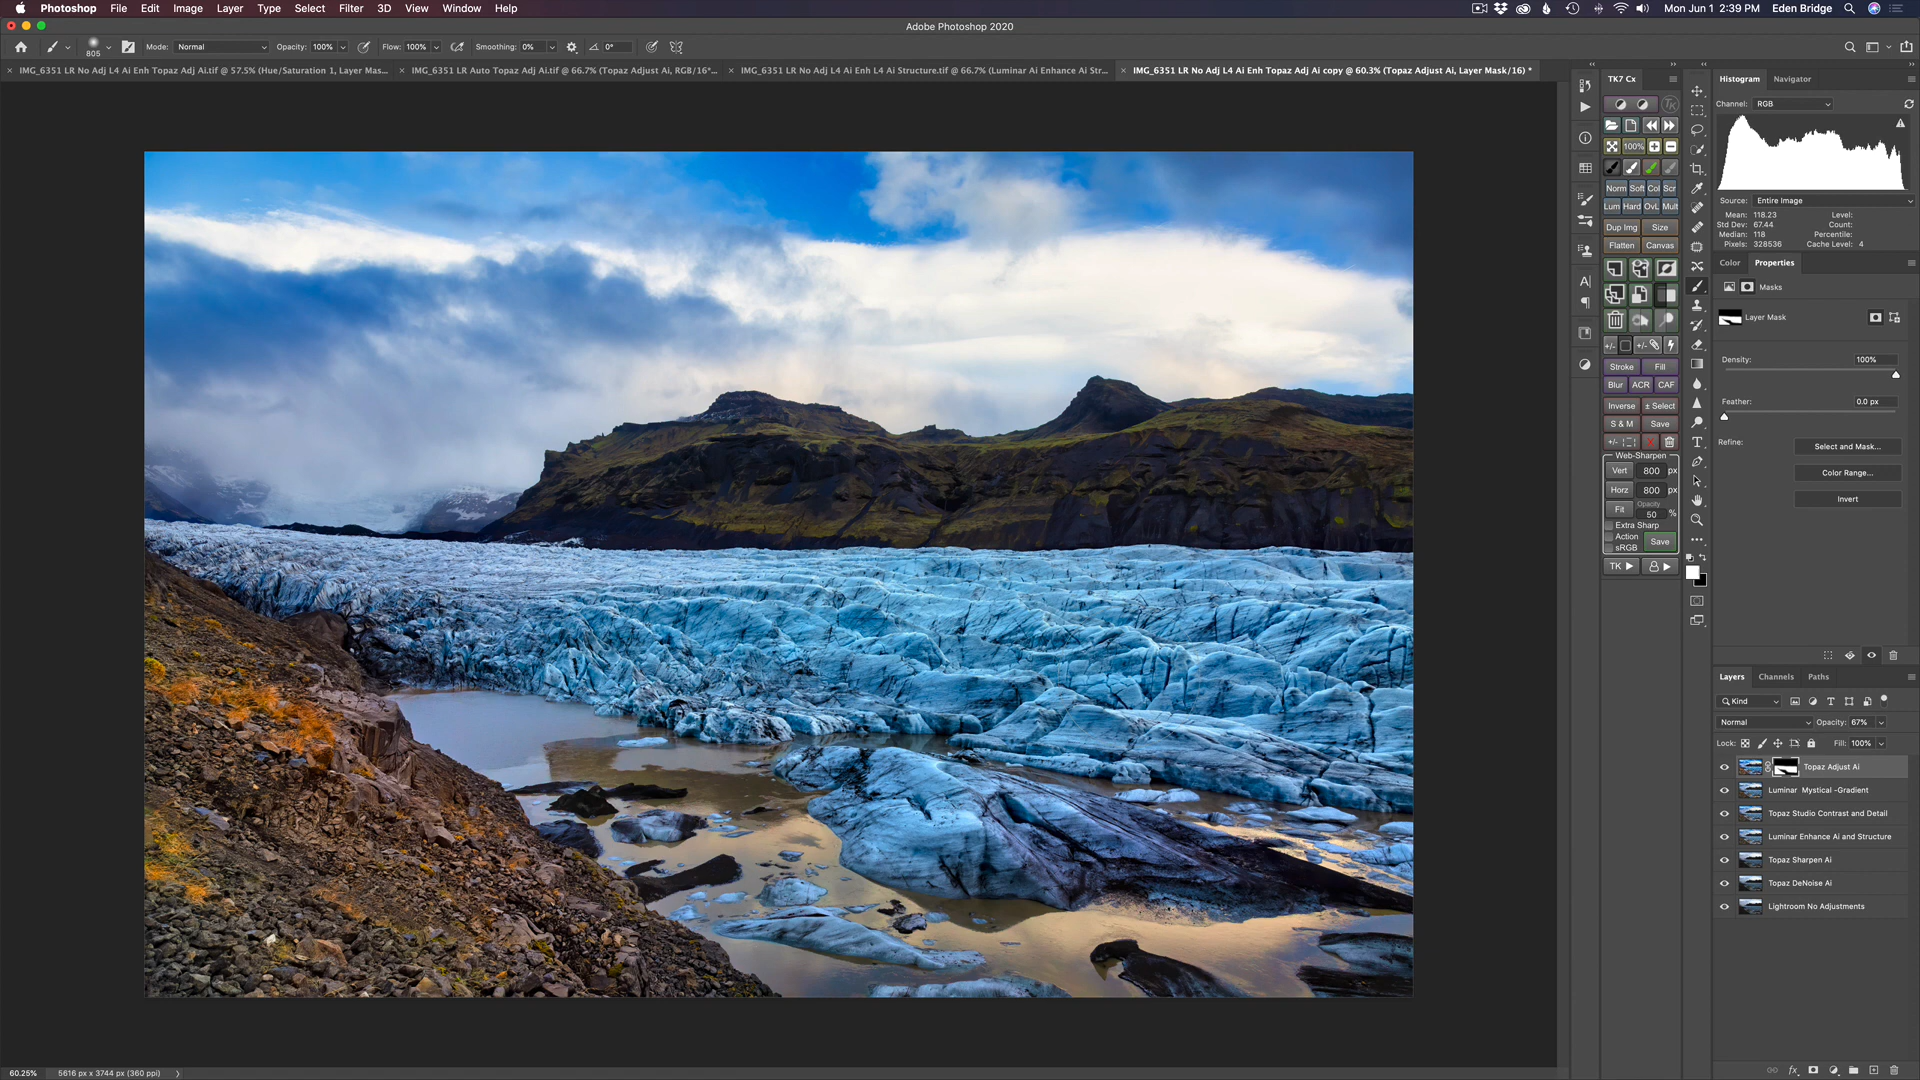 Photoshop File Edit Image Layer Type Select Filter 3D View Window Help Mon Jun 1 2:39 PM Eden Bridge
Adobe Photoshop 2020
805 Mode: Normal Opacity: 100% Flow: 100% Smoothing: 0% 0°
IMG_6351 LR No Adj L4 Ai Enh Topaz Adj Ai.tif @ 57.5% (Hue/Saturation 1, Layer Mas... IMG_6351 LR Auto Topaz Adj Ai.tif @ 66.7% (Topaz Adjust Ai, RGB/16*... IMG_6351 LR No Adj L4 Ai Enh L4 Ai Structure.tif @ 66.7% (Luminar Ai Enhance Ai Str... IMG_6351 LR No Adj L4 Ai Enh Topaz Adj Ai copy @ 60.3% (Topaz Adjust Ai, Layer Mask/16) *
TK7 Cx
TK
100%
Norm Soft Col Scr
Lum Hard OvL Mult
Dup Img Size
Flatten Canvas
+/- +/-
Stroke Fill
Blur ACR CAF
Inverse ± Select
S & M Save
+/- X
Web-Sharpen
Vert 800 px
Horz 800 px
Fit Opacity 50 %
Extra Sharp
Action
sRGB Save
TK
Histogram Navigator
Channel: RGB
Source: Entire Image
Mean: 118.23 Level:
Std Dev: 67.44 Count:
Median: 118 Percentile:
Pixels: 328536 Cache Level: 4
Color Properties
Masks
Layer Mask
Density: 100%
Feather: 0.0 px
Refine: Select and Mask...
Color Range...
Invert
Layers Channels Paths
Kind
Normal Opacity: 67%
Lock: Fill: 100%
Topaz Adjust Ai
Luminar Mystical -Gradient
Topaz Studio Contrast and Detail
Luminar Enhance Ai and Structure
Topaz Sharpen Ai
Topaz DeNoise Ai
Lightroom No Adjustments
fx
60.25% 5616 px x 3744 px (360 ppi)